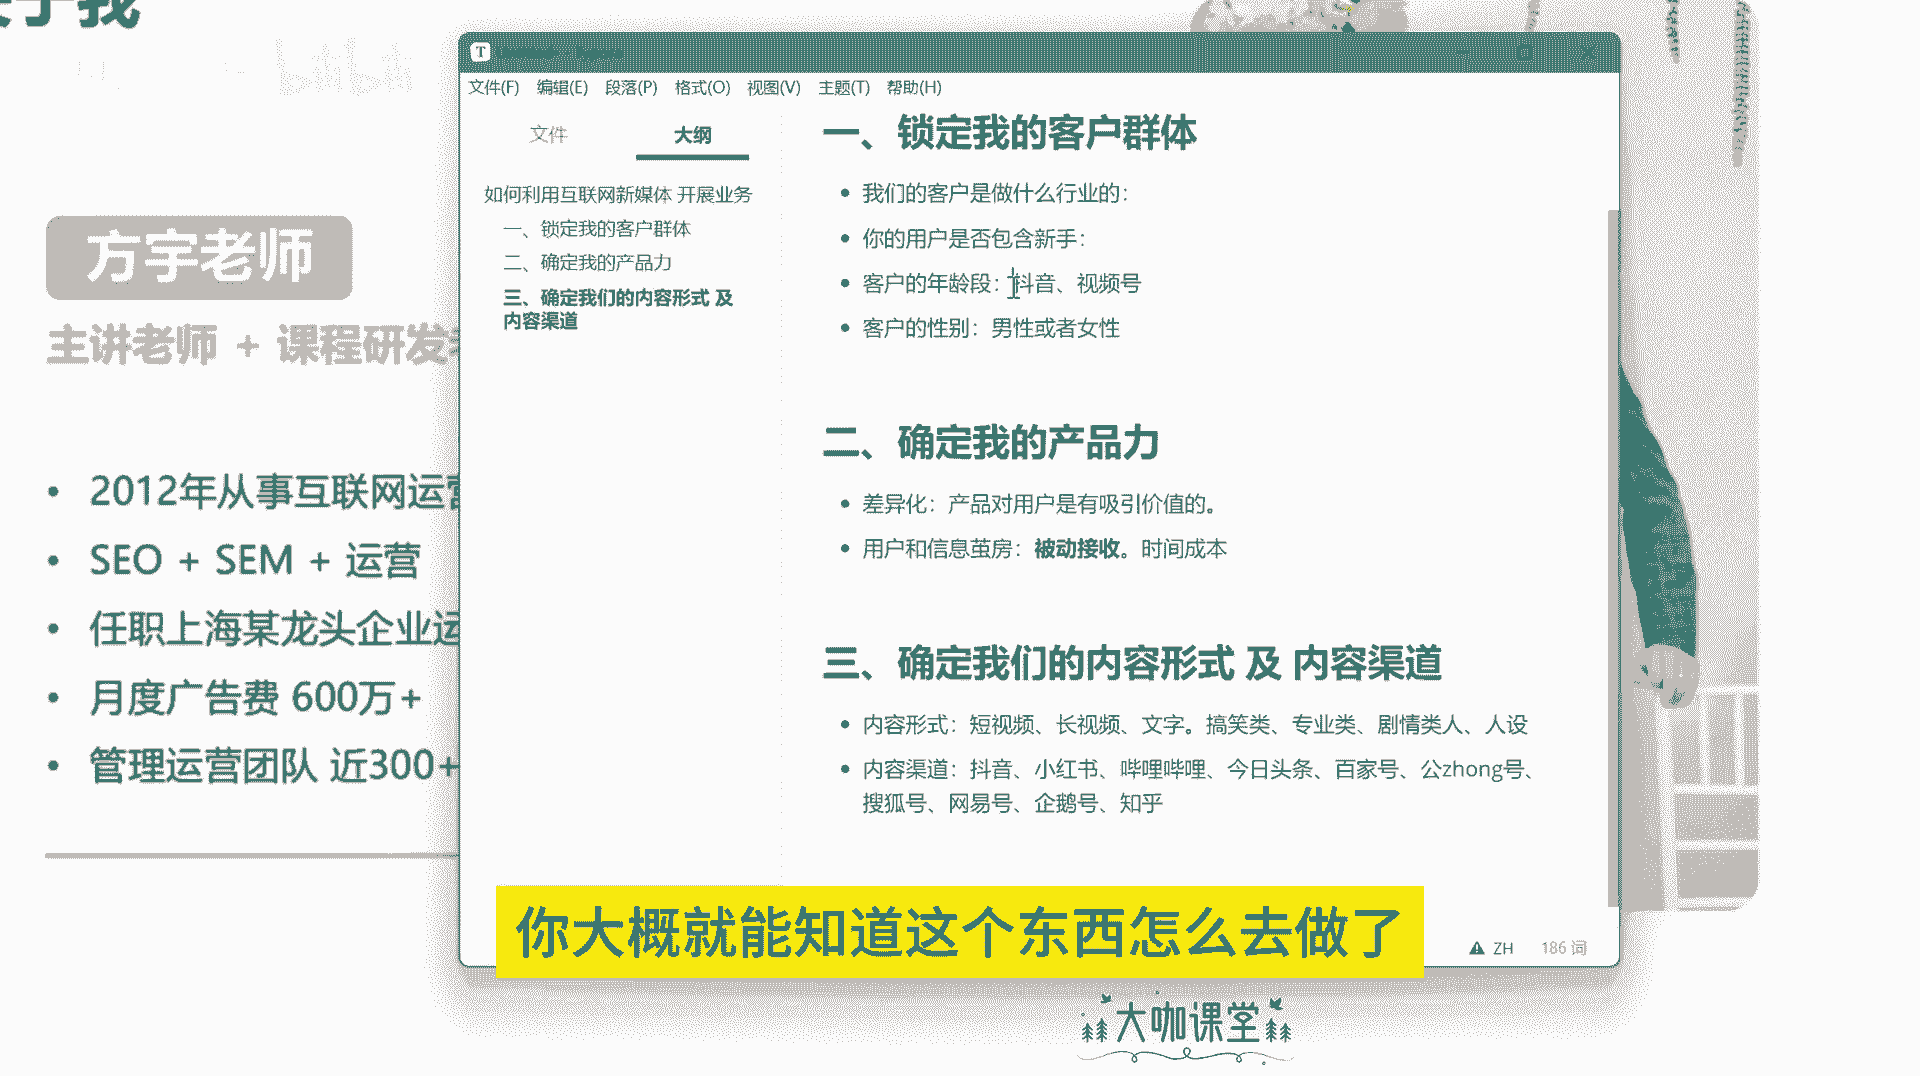 bilibili
方宇老师
主讲老师 + 课程研发
2012年从事互联网运营
SEO + SEM + 运营
任职上海某龙头企业运
月度广告费 600万+
管理运营团队 近300+
T
文件(F) 编辑(E) 段落(P) 格式(O) 视图(V) 主题(T) 帮助(H)
文件 大纲
如何利用互联网新媒体 开展业务
一、锁定我的客户群体
二、确定我的产品力
三、确定我们的内容形式 及
内容渠道
一、锁定我的客户群体
我们的客户是做什么行业的：
你的用户是否包含新手：
客户的年龄段：抖音、视频号
客户的性别：男性或者女性
二、确定我的产品力
差异化：产品对用户是有吸引价值的。
用户和信息茧房：被动接收。时间成本
三、确定我们的内容形式 及 内容渠道
内容形式：短视频、长视频、文字。搞笑类、专业类、剧情类人、人设
内容渠道：抖音、小红书、哔哩哔哩、今日头条、百家号、公zhong号、
搜狐号、网易号、企鹅号、知乎
ZH 186 词
你大概就能知道这个东西怎么去做了
大咖课堂